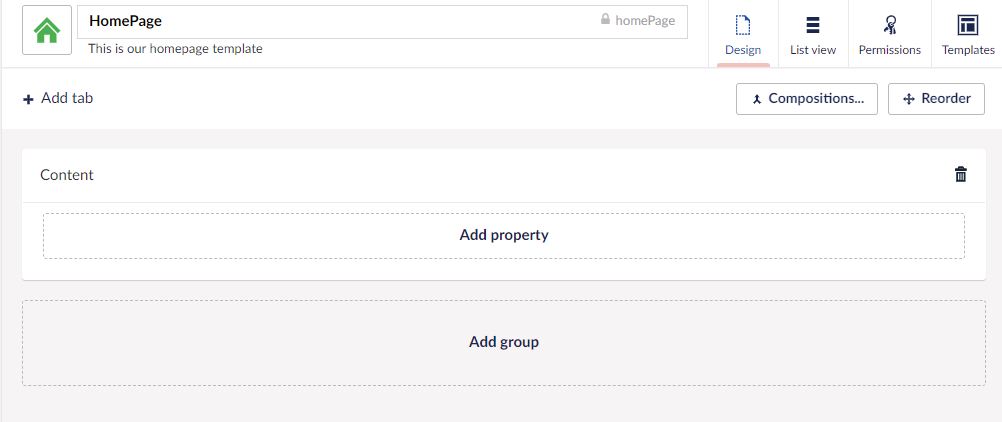 HomePage
homePage
This is our homepage template
Design
List view
Permissions
Templates
Add tab
Compositions...
Reorder
Content
Add property
Add group